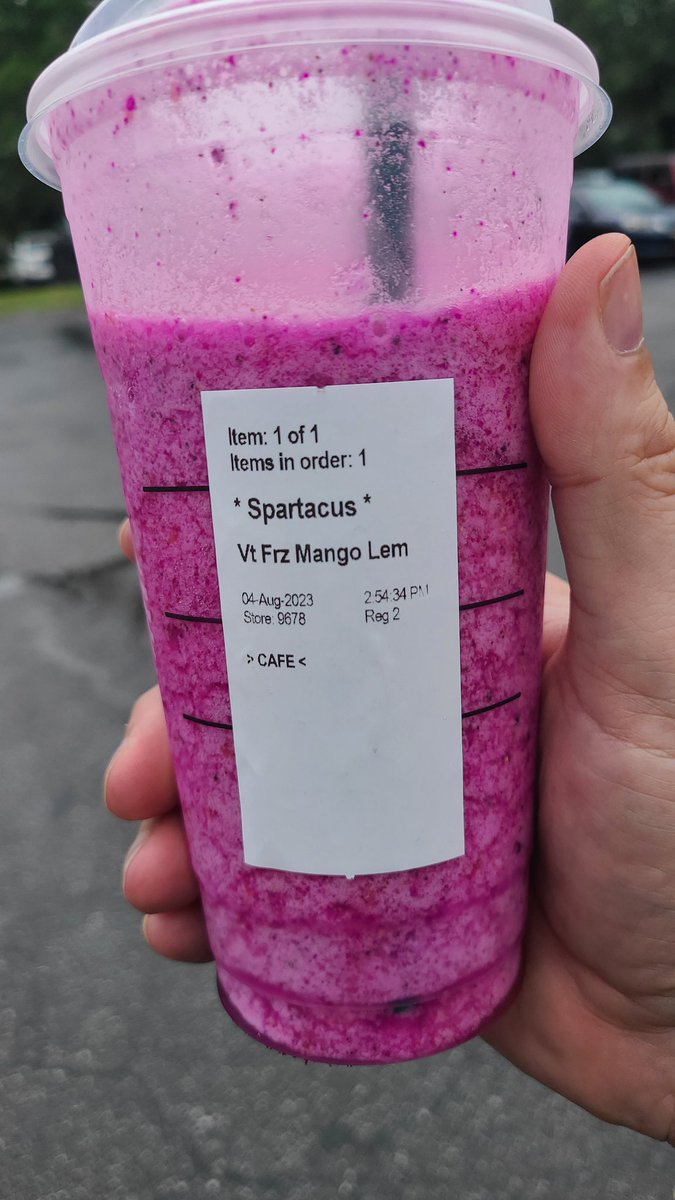 Item: 1 of 1
Items in order: 1
* Spartacus *
Vt Frz Mango Lem
04-Aug-2023 2:54:34 PM
Store: 9678 Reg 2
> CAFE <